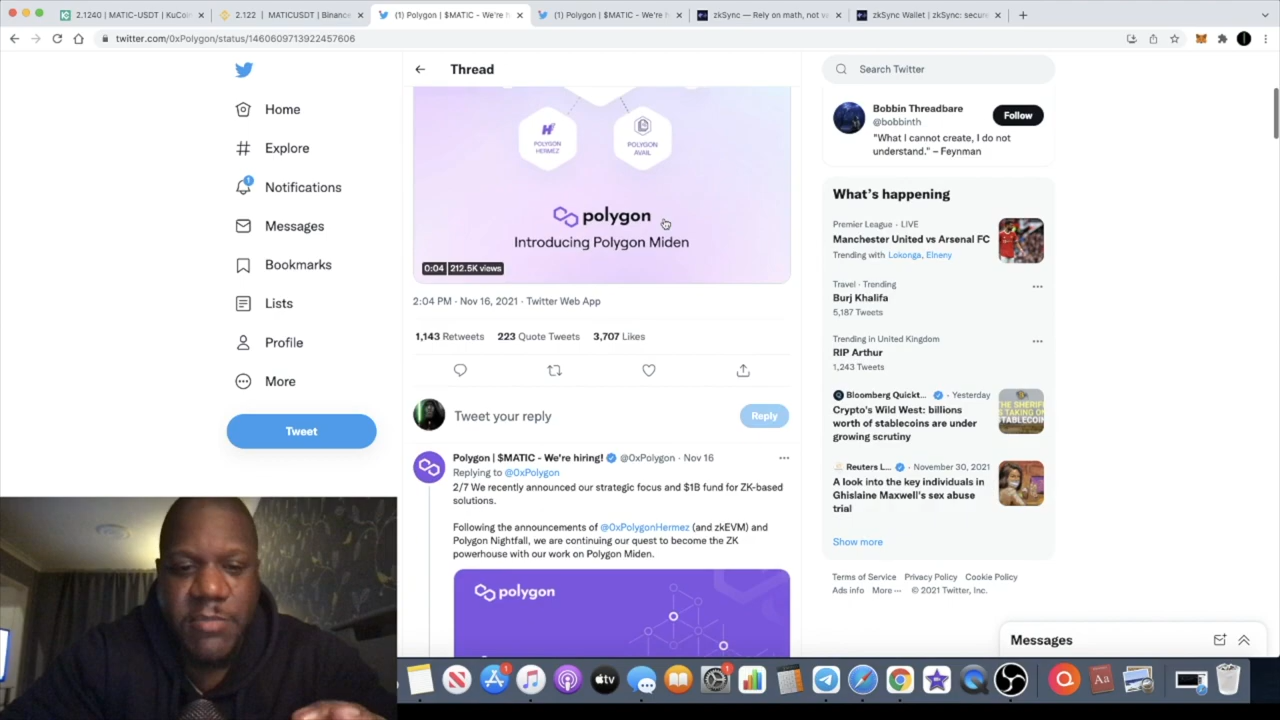 2.1240 | MATIC-USDT | KuCoin
2.122 | MATICUSDT | Binance
(1) Polygon | $MATIC - We're h
(1) Polygon | $MATIC - We're h
zkSync — Rely on math, not v
zkSync Wallet | zkSync: secure
twitter.com/0xPolygon/status/1460609713922457606
Home
Explore
1
Notifications
Messages
Bookmarks
Lists
Profile
More
Tweet
Thread
POLYGON
HERMEZ
POLYGON
AVAIL
polygon
Introducing Polygon Miden
0:04 212.5K views
2:04 PM · Nov 16, 2021 · Twitter Web App
1,143 Retweets 223 Quote Tweets 3,707 Likes
Tweet your reply
Reply
Polygon | $MATIC - We're hiring! @0xPolygon · Nov 16
Replying to @0xPolygon
2/7 We recently announced our strategic focus and $1B fund for ZK-based
solutions.
Following the announcements of @0xPolygonHermez (and zkEVM) and
Polygon Nightfall, we are continuing our quest to become the ZK
powerhouse with our work on Polygon Miden.
polygon
Search Twitter
Bobbin Threadbare
@bobbinth
Follow
"What I cannot create, I do not
understand." – Feynman
What's happening
Premier League · LIVE
Manchester United vs Arsenal FC
Trending with Lokonga, Elneny
Travel · Trending
Burj Khalifa
5,187 Tweets
Trending in United Kingdom
RIP Arthur
1,243 Tweets
Bloomberg Quickt... · Yesterday
Crypto's Wild West: billions
worth of stablecoins are under
growing scrutiny
THE SHERIFF
IS TAKING ON
STABLECOIN
Reuters L... · November 30, 2021
A look into the key individuals in
Ghislaine Maxwell's sex abuse
trial
Show more
Terms of Service Privacy Policy Cookie Policy
Ads info More ··· © 2021 Twitter, Inc.
Messages
1
tv
1